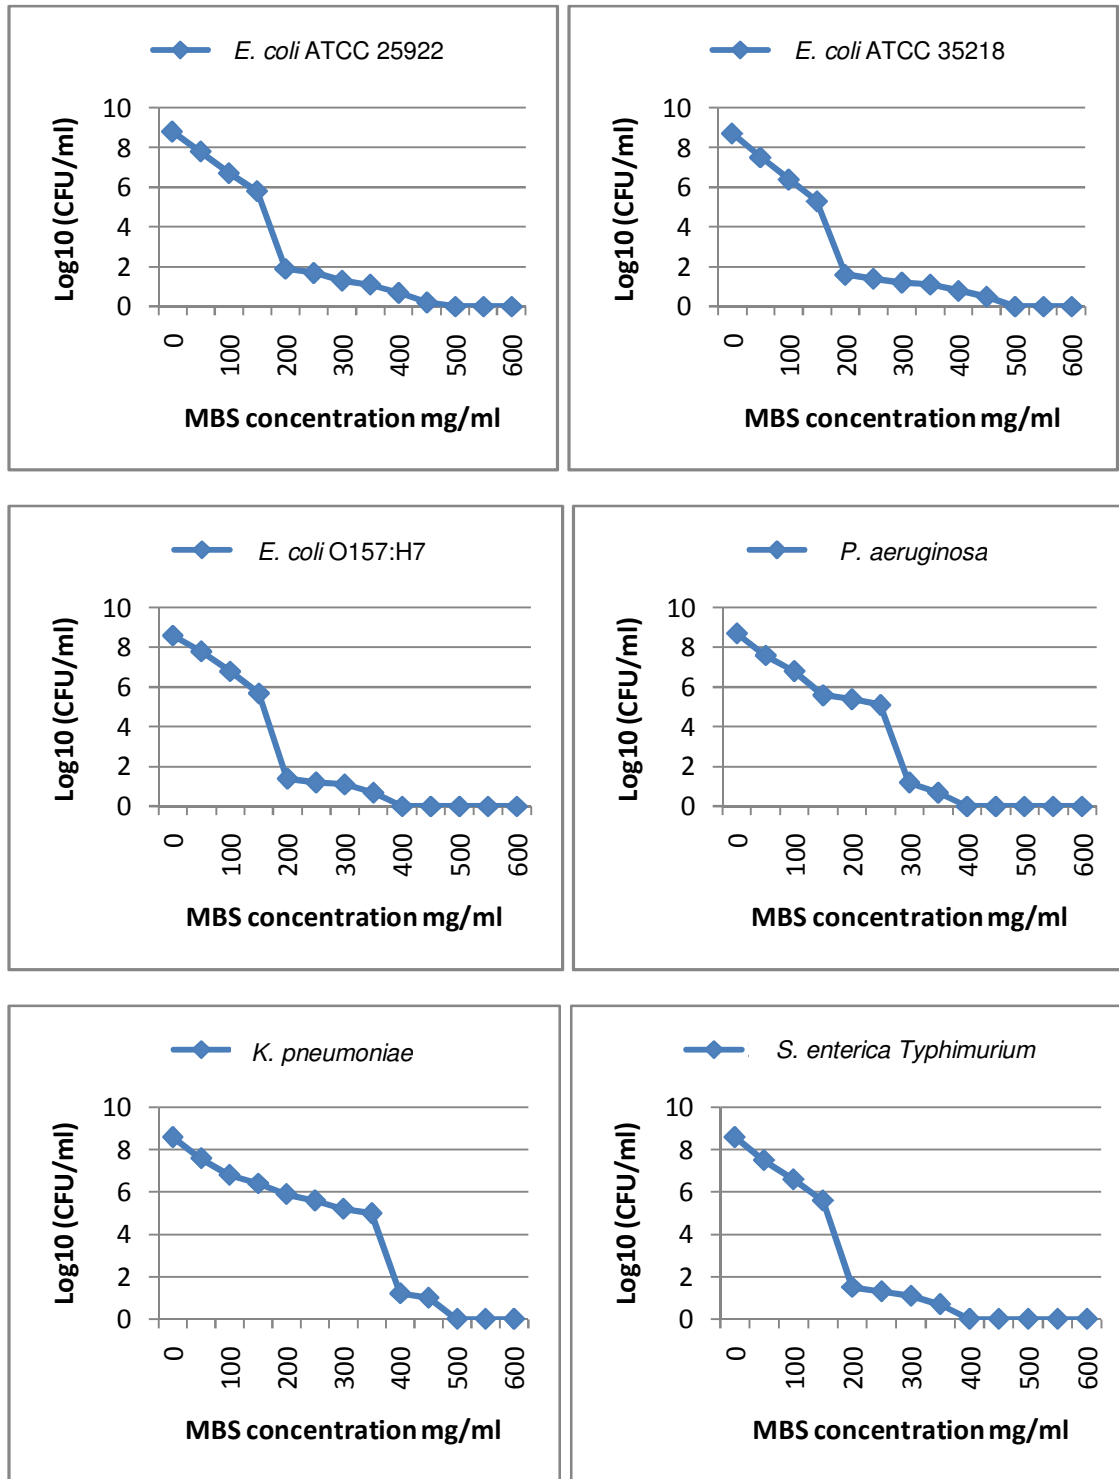 E. coli ATCC 25922
10
8
6
4
2
0
Log10 (CFU/ml)
0 100 200 300 400 500 600
MBS concentration mg/ml
E. coli ATCC 35218
10
8
6
4
2
0
Log10 (CFU/ml)
0 100 200 300 400 500 600
MBS concentration mg/ml
E. coli O157:H7
10
8
6
4
2
0
Log10 (CFU/ml)
0 100 200 300 400 500 600
MBS concentration mg/ml
P. aeruginosa
10
8
6
4
2
0
Log10 (CFU/ml)
0 100 200 300 400 500 600
MBS concentration mg/ml
K. pneumoniae
10
8
6
4
2
0
Log10 (CFU/ml)
0 100 200 300 400 500 600
MBS concentration mg/ml
S. enterica Typhimurium
10
8
6
4
2
0
Log10 (CFU/ml)
0 100 200 300 400 500 600
MBS concentration mg/ml